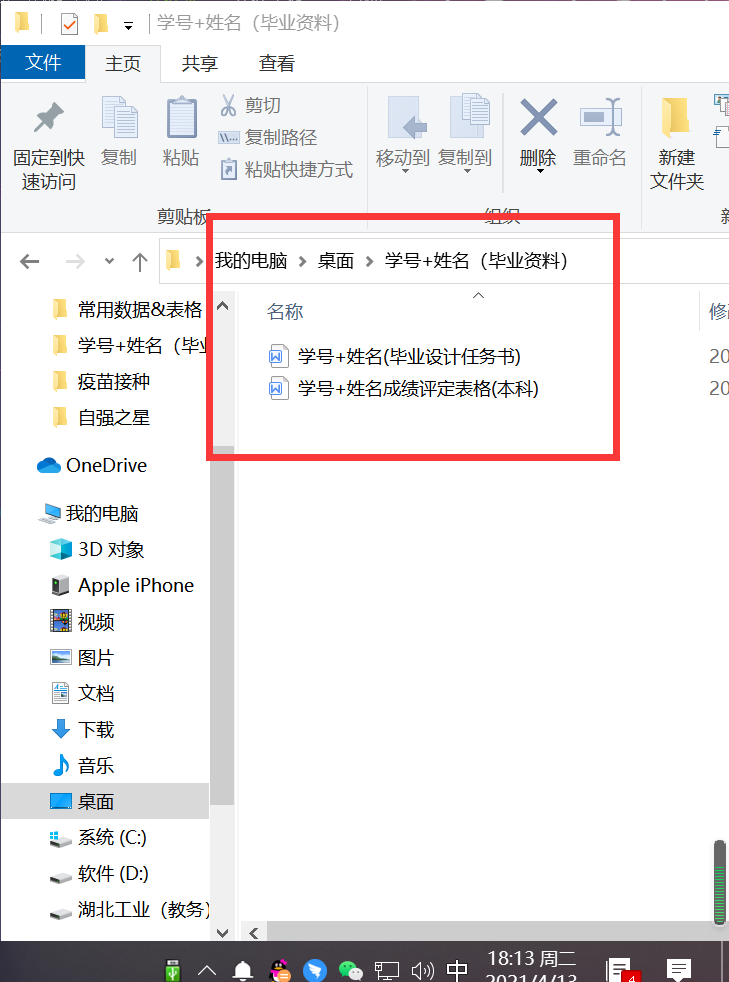 学号+姓名（毕业资料）
文件 主页 共享 查看
固定到快速访问
复制
粘贴
剪切
复制路径
粘贴快捷方式
移动到
复制到
删除
重命名
新建
文件夹
剪贴板
组织
我的电脑 > 桌面 > 学号+姓名（毕业资料）
名称
学号+姓名(毕业设计任务书)
20
学号+姓名成绩评定表格(本科)
20
常用数据&表格
学号+姓名（毕业
疫苗接种
自强之星
OneDrive
我的电脑
3D 对象
Apple iPhone
视频
图片
文档
下载
音乐
桌面
系统 (C:)
软件 (D:)
湖北工业（教务）
中
18:13 周二
2021/4/13
4